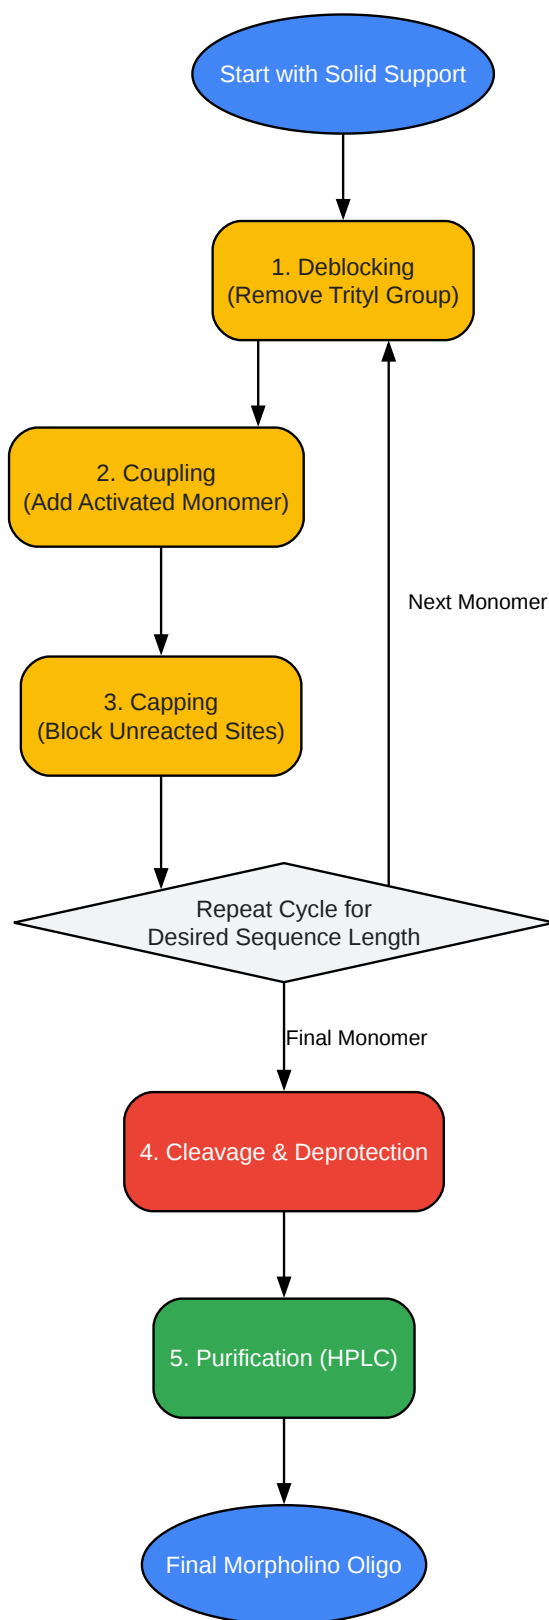 Start with Solid Support
1. Deblocking
(Remove Trityl Group)
2. Coupling
(Add Activated Monomer)
Next Monomer
3. Capping
(Block Unreacted Sites)
Repeat Cycle for
Desired Sequence Length
Final Monomer
4. Cleavage & Deprotection
5. Purification (HPLC)
Final Morpholino Oligo